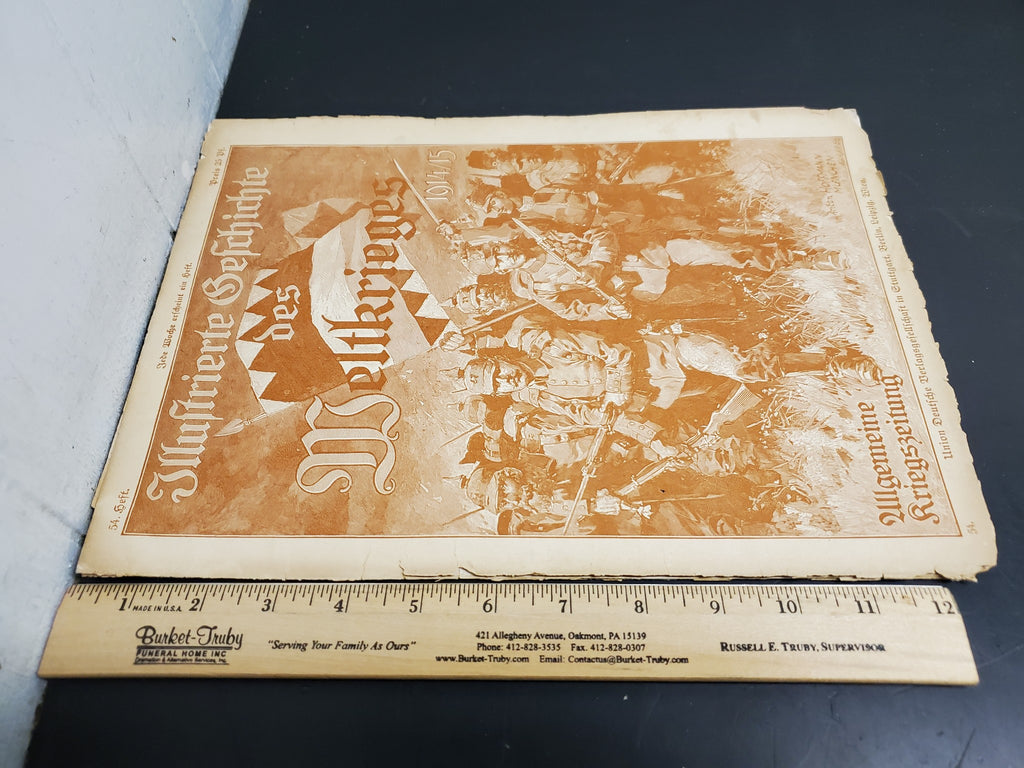 54. Heft.
Jede Woche erscheint ein Heft.
Preis 25 Pf.
Illustrierte Geschichte
des
Weltkrieges
1914/15
Allgemeine
Kriegszeitung
Union Deutsche Verlagsgesellschaft in Stuttgart, Berlin, Leipzig, Wien.
54.
1 2 3 4 5 6 7 8 9 10 11 12
MADE IN U.S.A.
Burket-Truby
FUNERAL HOME INC
Cremation & Alternative Services, Inc.
"Serving Your Family As Ours"
421 Allegheny Avenue, Oakmont, PA 15139
Phone: 412-828-3535 Fax. 412-828-0307
www.Burket-Truby.com Email: Contactus@Burket-Truby.com
RUSSELL E. TRUBY, SUPERVISOR